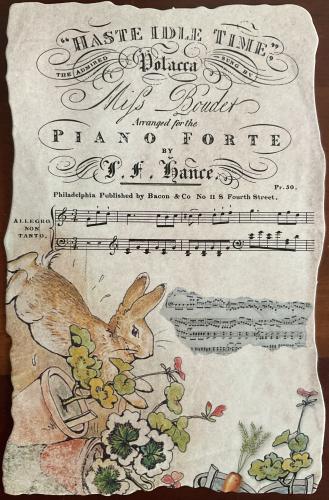 "HASTE IDLE TIME,"
THE ADMIRED Polacca SUNG BY
Miss Boudet
Arranged for the
PIANO FORTE
BY
J. F. Hance.
Pr. 50.
Philadelphia Published by Bacon & Co No 11 S Fourth Street.
ALLEGRO
NON
TANTO.